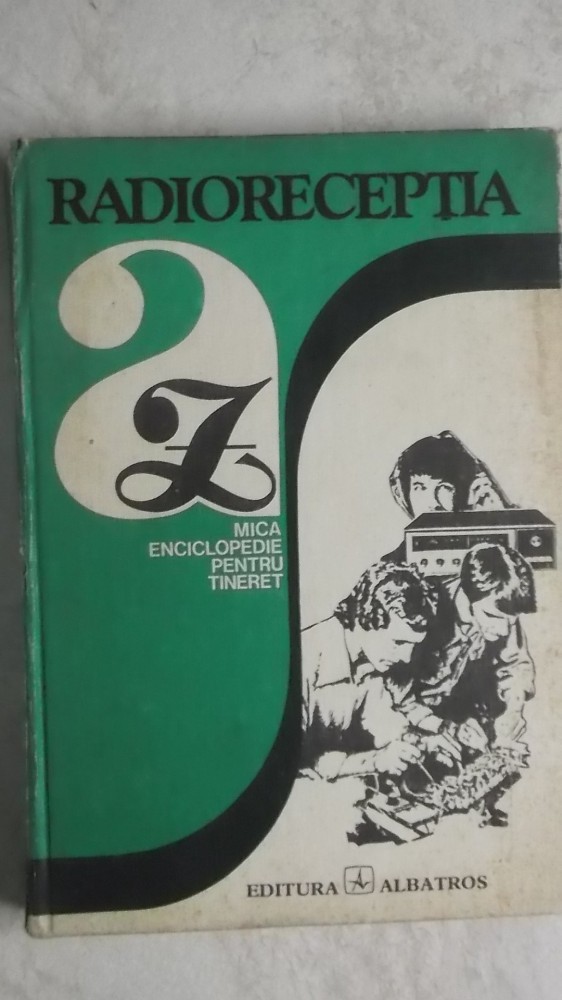 RADIORECEPȚIA
a
Z
MICA
ENCICLOPEDIE
PENTRU
TINERET
EDITURA ALBATROS